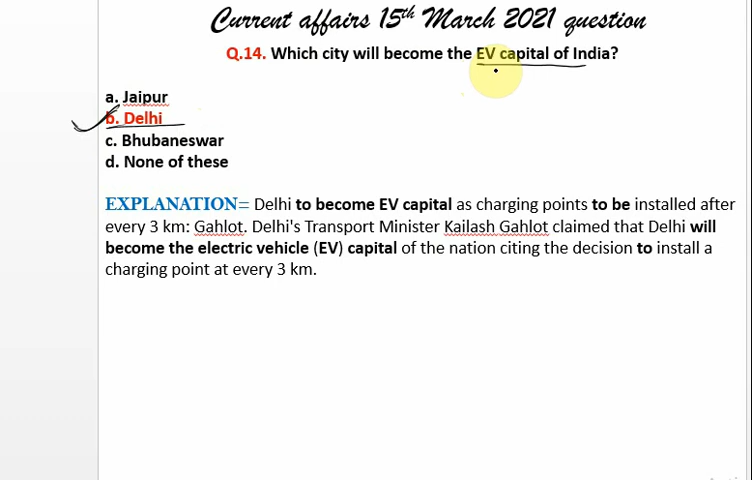 Current affairs 15th March 2021 question
Q.14. Which city will become the EV capital of India?
a. Jaipur
b. Delhi
c. Bhubaneswar
d. None of these
EXPLANATION= Delhi to become EV capital as charging points to be installed after
every 3 km: Gahlot. Delhi's Transport Minister Kailash Gahlot claimed that Delhi will
become the electric vehicle (EV) capital of the nation citing the decision to install a
charging point at every 3 km.